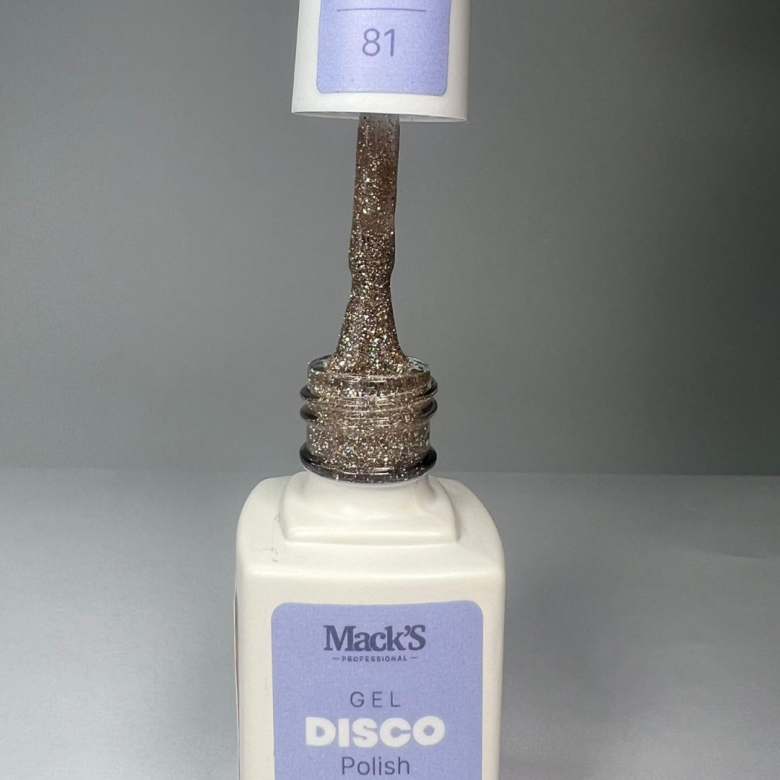 81
Mack'S
PROFESSIONAL
GEL
DISCO
Polish